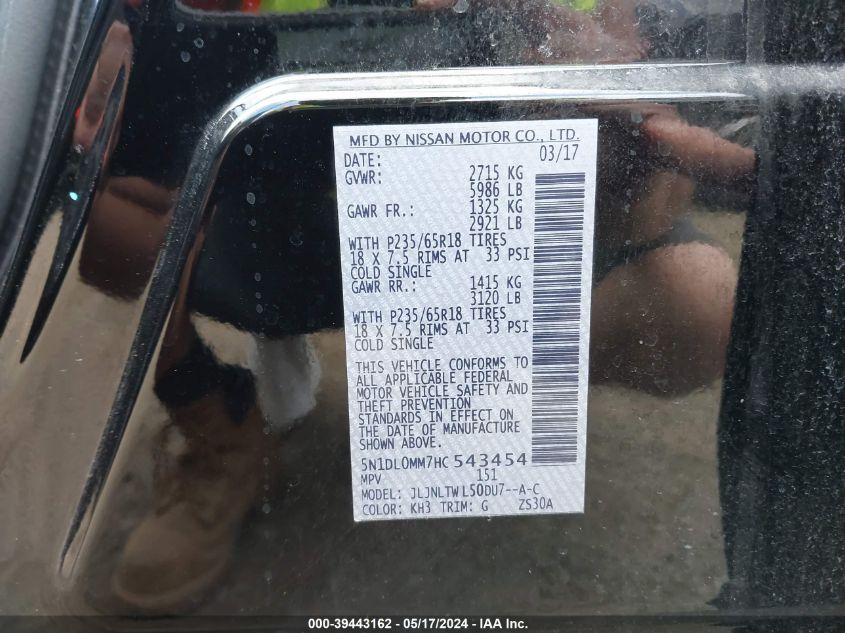 MFD BY NISSAN MOTOR CO., LTD.
DATE: 03/17
GVWR: 2715 KG
5986 LB
GAWR FR.: 1325 KG
2921 LB
WITH P235/65R18 TIRES
18 X 7.5 RIMS AT 33 PSI
COLD SINGLE
GAWR RR.: 1415 KG
3120 LB
WITH P235/65R18 TIRES
18 X 7.5 RIMS AT 33 PSI
COLD SINGLE
THIS VEHICLE CONFORMS TO
ALL APPLICABLE FEDERAL
MOTOR VEHICLE SAFETY AND
THEFT PREVENTION
STANDARDS IN EFFECT ON
THE DATE OF MANUFACTURE
SHOWN ABOVE.
5N1DL0MM7HC 543454
MPV 151
MODEL: JLJNLTWL50DU7--A-C
COLOR: KH3 TRIM: G ZS30A
000-39443162 - 05/17/2024 - IAA Inc.